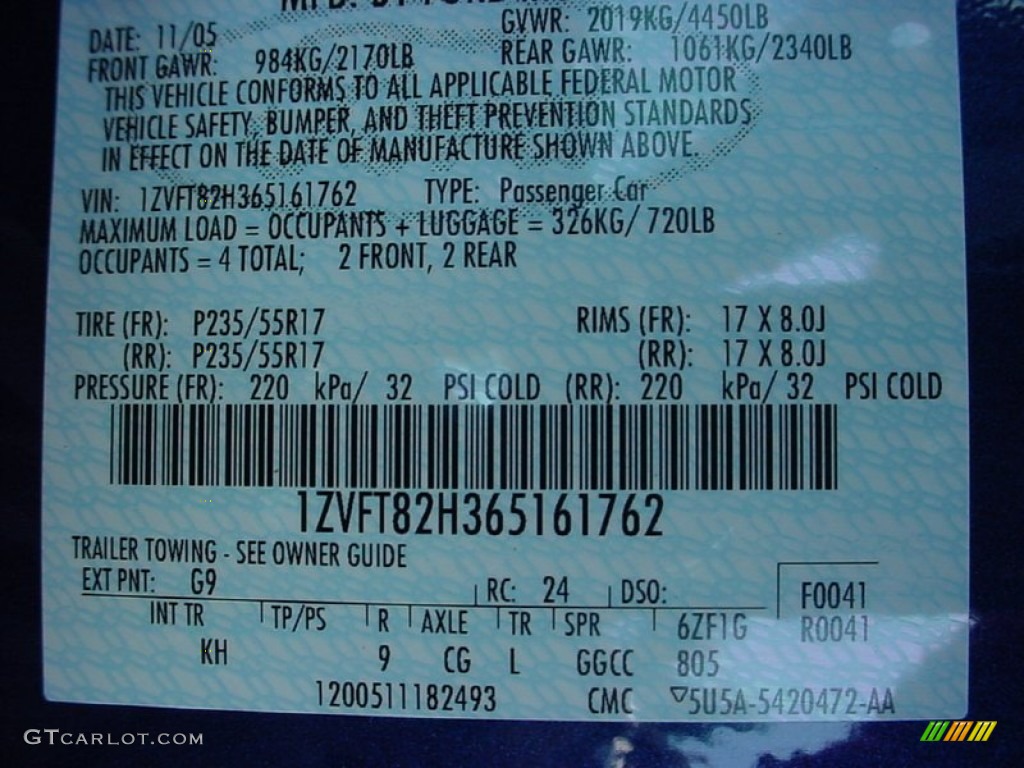 GVWR: 2019KG/4450LB
DATE: 11/05
FRONT GAWR: 984KG/2170LB REAR GAWR: 1061KG/2340LB
THIS VEHICLE CONFORMS TO ALL APPLICABLE FEDERAL MOTOR
VEHICLE SAFETY, BUMPER, AND THEFT PREVENTION STANDARDS
IN EFFECT ON THE DATE OF MANUFACTURE SHOWN ABOVE.
VIN: 1ZVFT82H365161762 TYPE: Passenger Car
MAXIMUM LOAD = OCCUPANTS + LUGGAGE = 326KG/ 720LB
OCCUPANTS = 4 TOTAL; 2 FRONT, 2 REAR
TIRE (FR): P235/55R17 RIMS (FR): 17 X 8.0J
(RR): P235/55R17 (RR): 17 X 8.0J
PRESSURE (FR): 220 kPa/ 32 PSI COLD (RR): 220 kPa/ 32 PSI COLD
1ZVFT82H365161762
TRAILER TOWING - SEE OWNER GUIDE
EXT PNT: G9 RC: 24 DSO: F0041
INT TR TP/PS R AXLE TR SPR 6ZF1G R0041
KH 9 CG L GGCC 805
1200511182493 CMC ▽5U5A-5420472-AA
GTCARLOT.COM